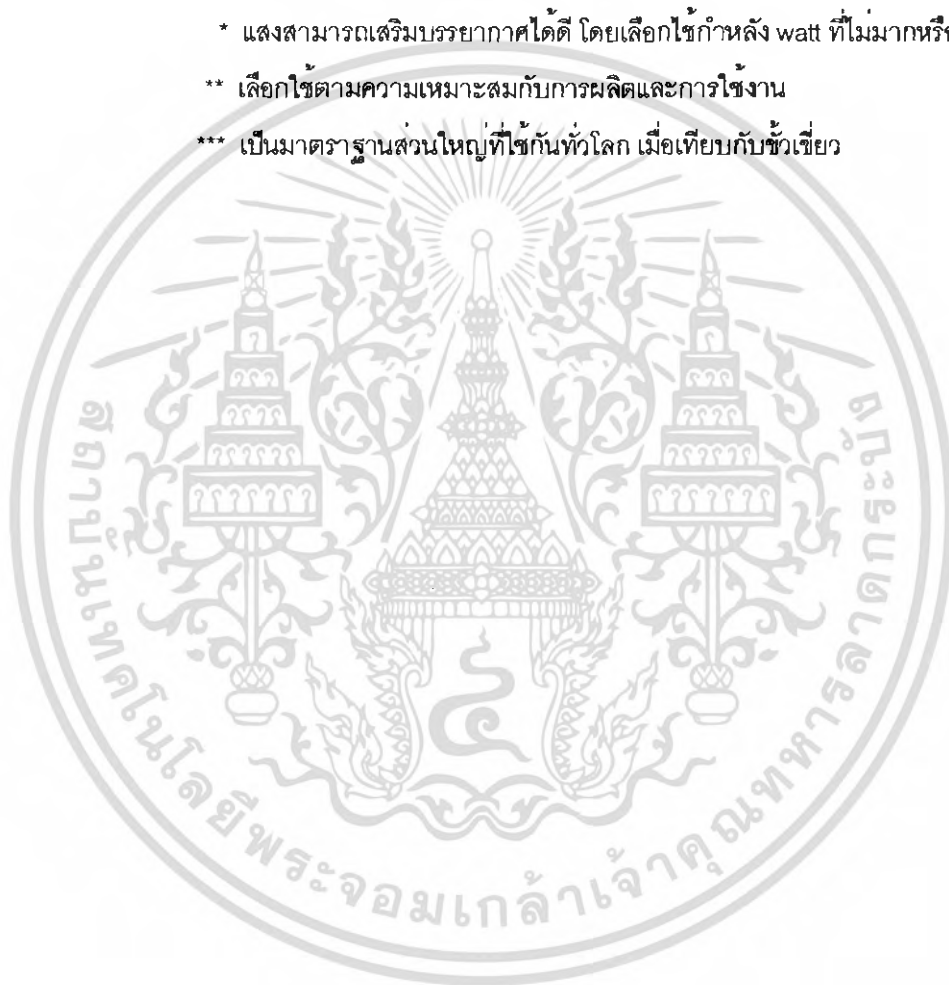 * แสงสามารถเสริมบรรยากาศได้ดี โดยเลือกใช้กำหลัง watt ที่ไม่มากหรือ
** เลือกใช้ตามความเหมาะสมกับการผลิตและการใช้งาน
*** เป็นมาตราฐานส่วนใหญ่ที่ใช้กันทั่วโลก เมื่อเทียบกับขั้วเขี่ยว
สถาบันเทคโนโลยีพระจอมเกล้าเจ้าคุณทหารลาดกระบัง